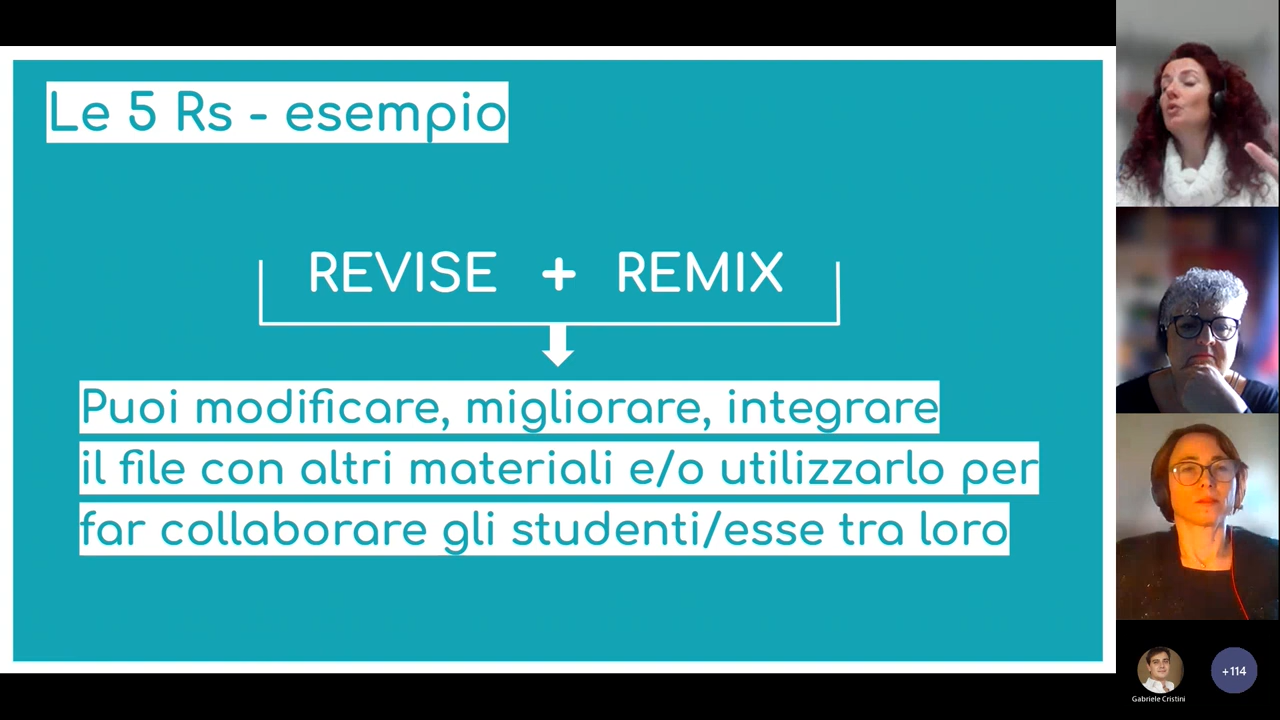 Le 5 Rs - esempio
REVISE + REMIX
Puoi modificare, migliorare, integrare
il file con altri materiali e/o utilizzarlo per
far collaborare gli studenti/esse tra loro
Gabriele Cristini
+114